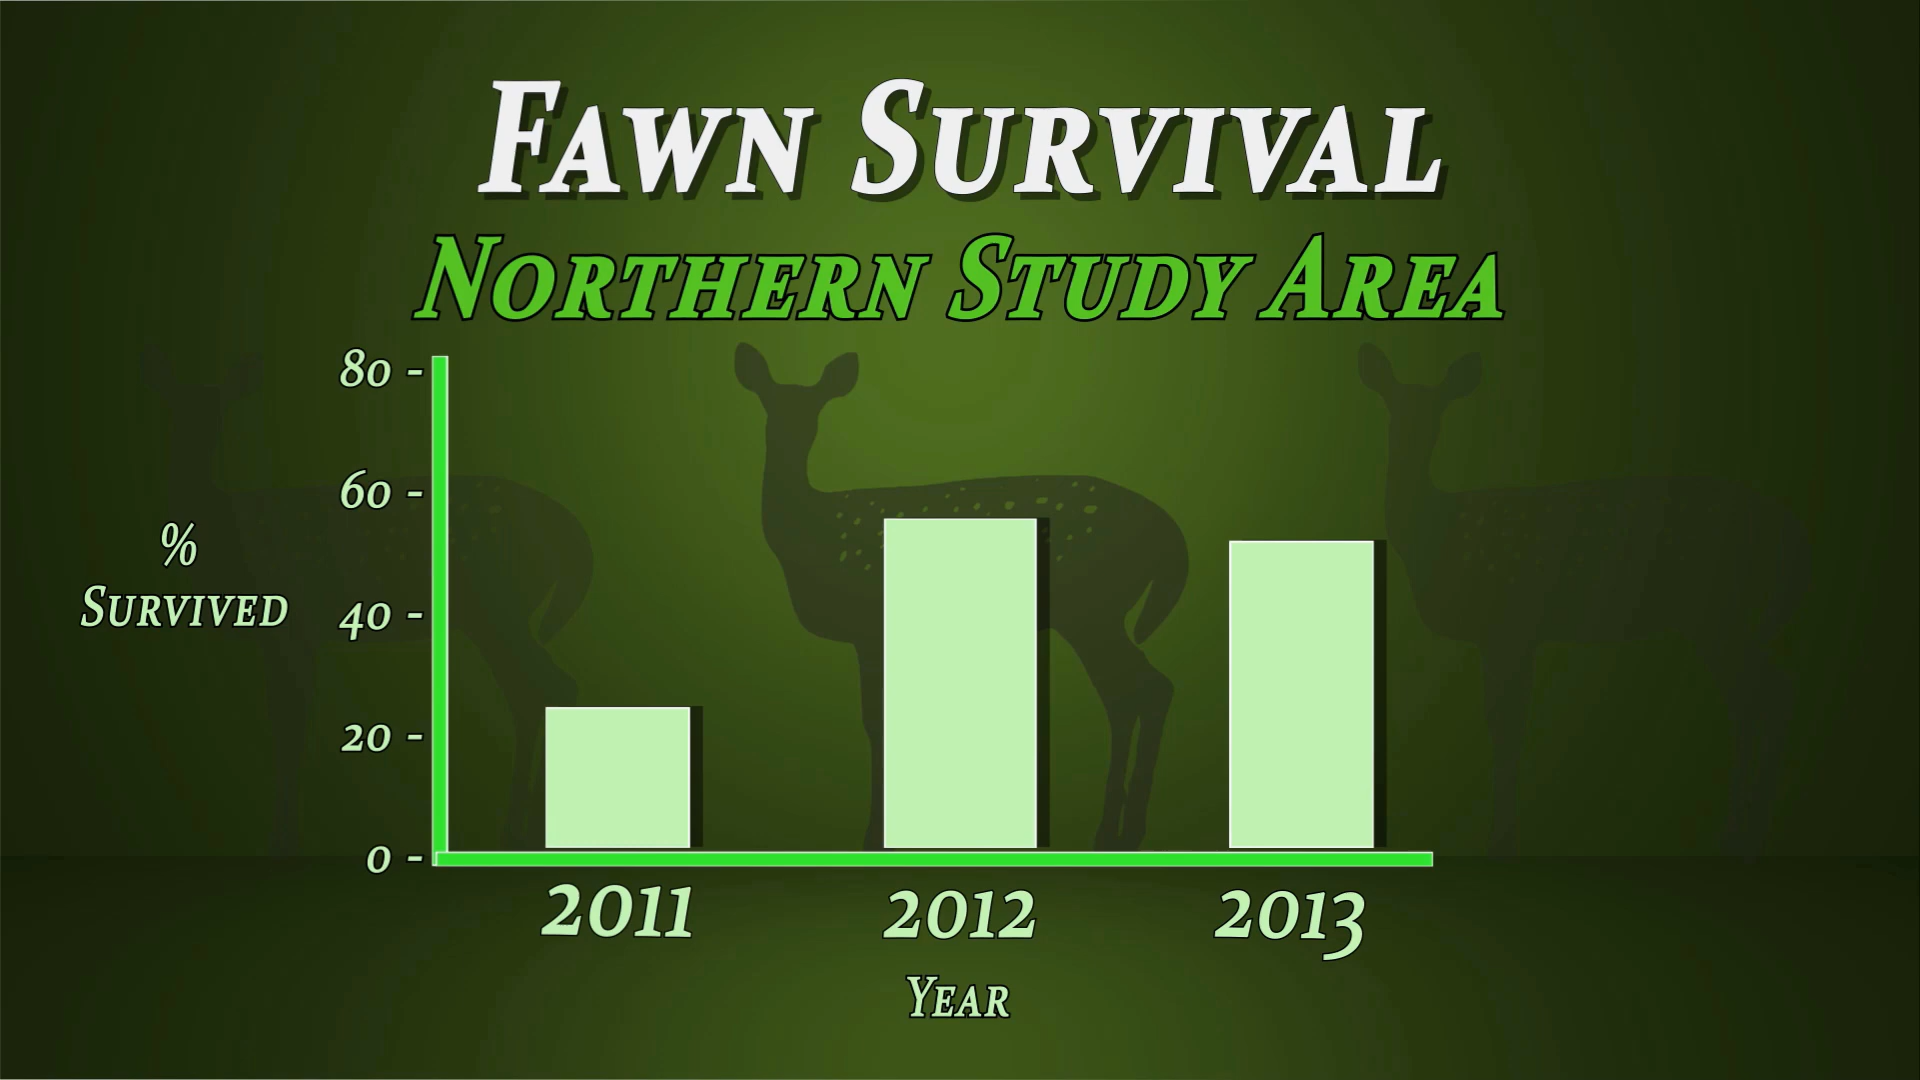 Fawn Survival
Northern Study Area
80 -
60 -
%
Survived
40 -
20 -
0 -
2011 2012 2013
Year